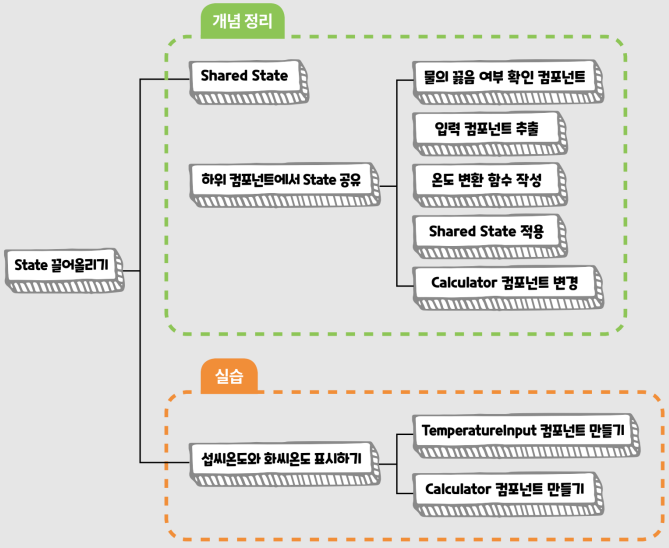 개념 정리
Shared State
물의 끓음 여부 확인 컴포넌트
입력 컴포넌트 추출
하위 컴포넌트에서 State 공유
온도 변환 함수 작성
Shared State 적용
State 끌어올리기
Calculator 컴포넌트 변경
실습
TemperatureInput 컴포넌트 만들기
섭씨온도와 화씨온도 표시하기
Calculator 컴포넌트 만들기